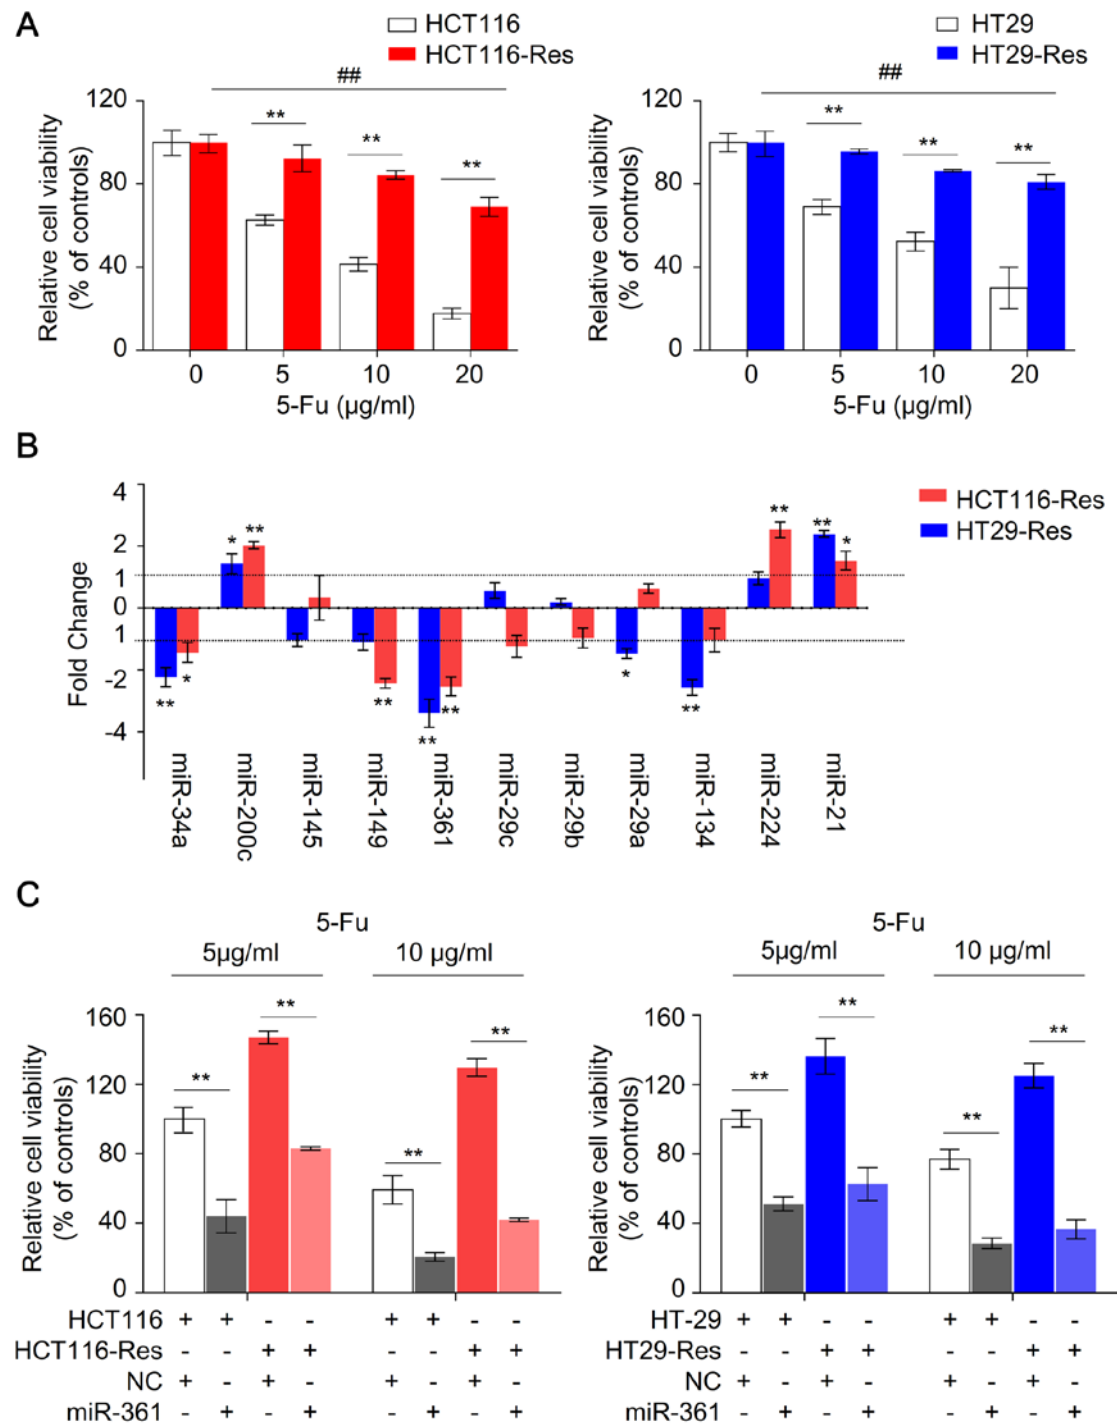 A
HCT116
HCT116-Res
##
**
**
**
120
80
40
0
Relative cell viability
(% of controls)
0 5 10 20
5-Fu (µg/ml)
HT29
HT29-Res
##
**
**
**
120
80
40
0
Relative cell viability
(% of controls)
0 5 10 20
5-Fu (µg/ml)
B
HCT116-Res
HT29-Res
4
2
1
0
1
-2
-4
Fold Change
** * * ** ** ** ** * ** ** ** *
miR-34a
miR-200c
miR-145
miR-149
miR-361
miR-29c
miR-29b
miR-29a
miR-134
miR-224
miR-21
C
5-Fu
5µg/ml 10 µg/ml
** ** ** **
160
120
80
40
0
Relative cell viability
(% of controls)
HCT116 + + - - + + - -
HCT116-Res - - + + - - + +
NC + - + - + - + -
miR-361 - + - + - + - +
5-Fu
5µg/ml 10 µg/ml
** ** ** **
160
120
80
40
0
Relative cell viability
(% of controls)
HT-29 + + - - + + - -
HT29-Res - - + + - - + +
NC + - + - + - + -
miR-361 - + - + - + - +